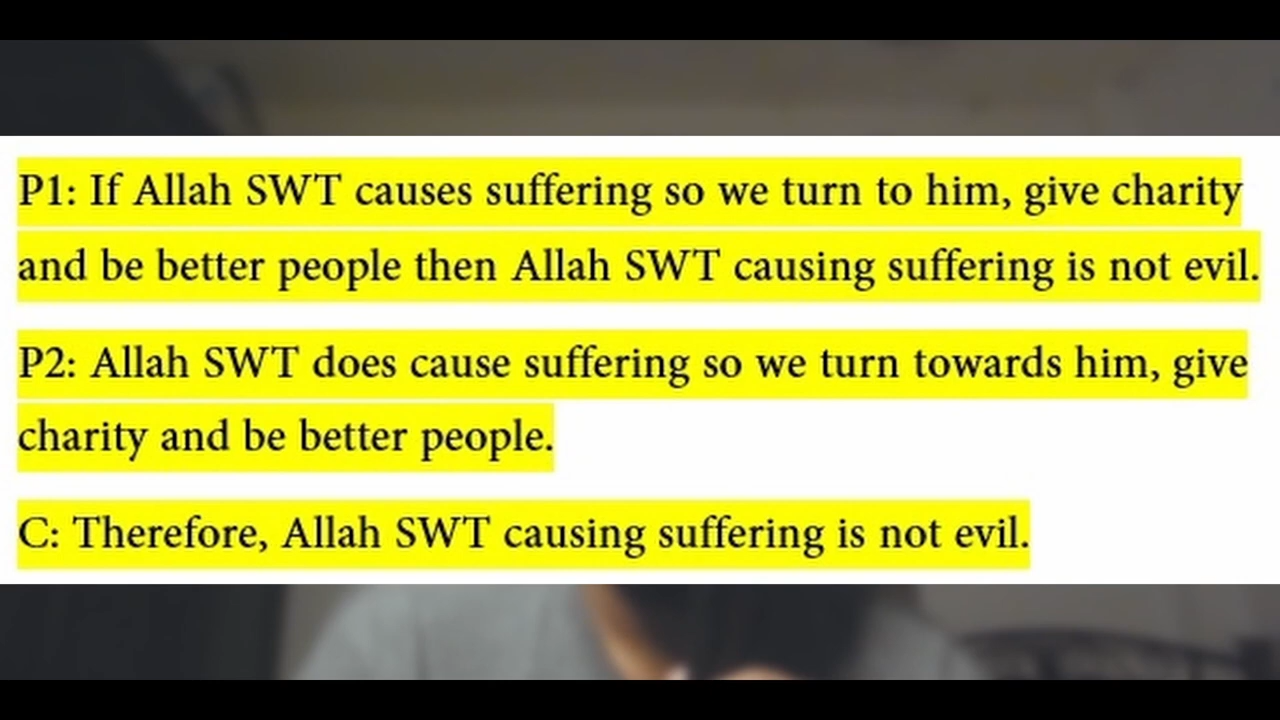 P1: If Allah SWT causes suffering so we turn to him, give charity
and be better people then Allah SWT causing suffering is not evil.
P2: Allah SWT does cause suffering so we turn towards him, give
charity and be better people.
C: Therefore, Allah SWT causing suffering is not evil.